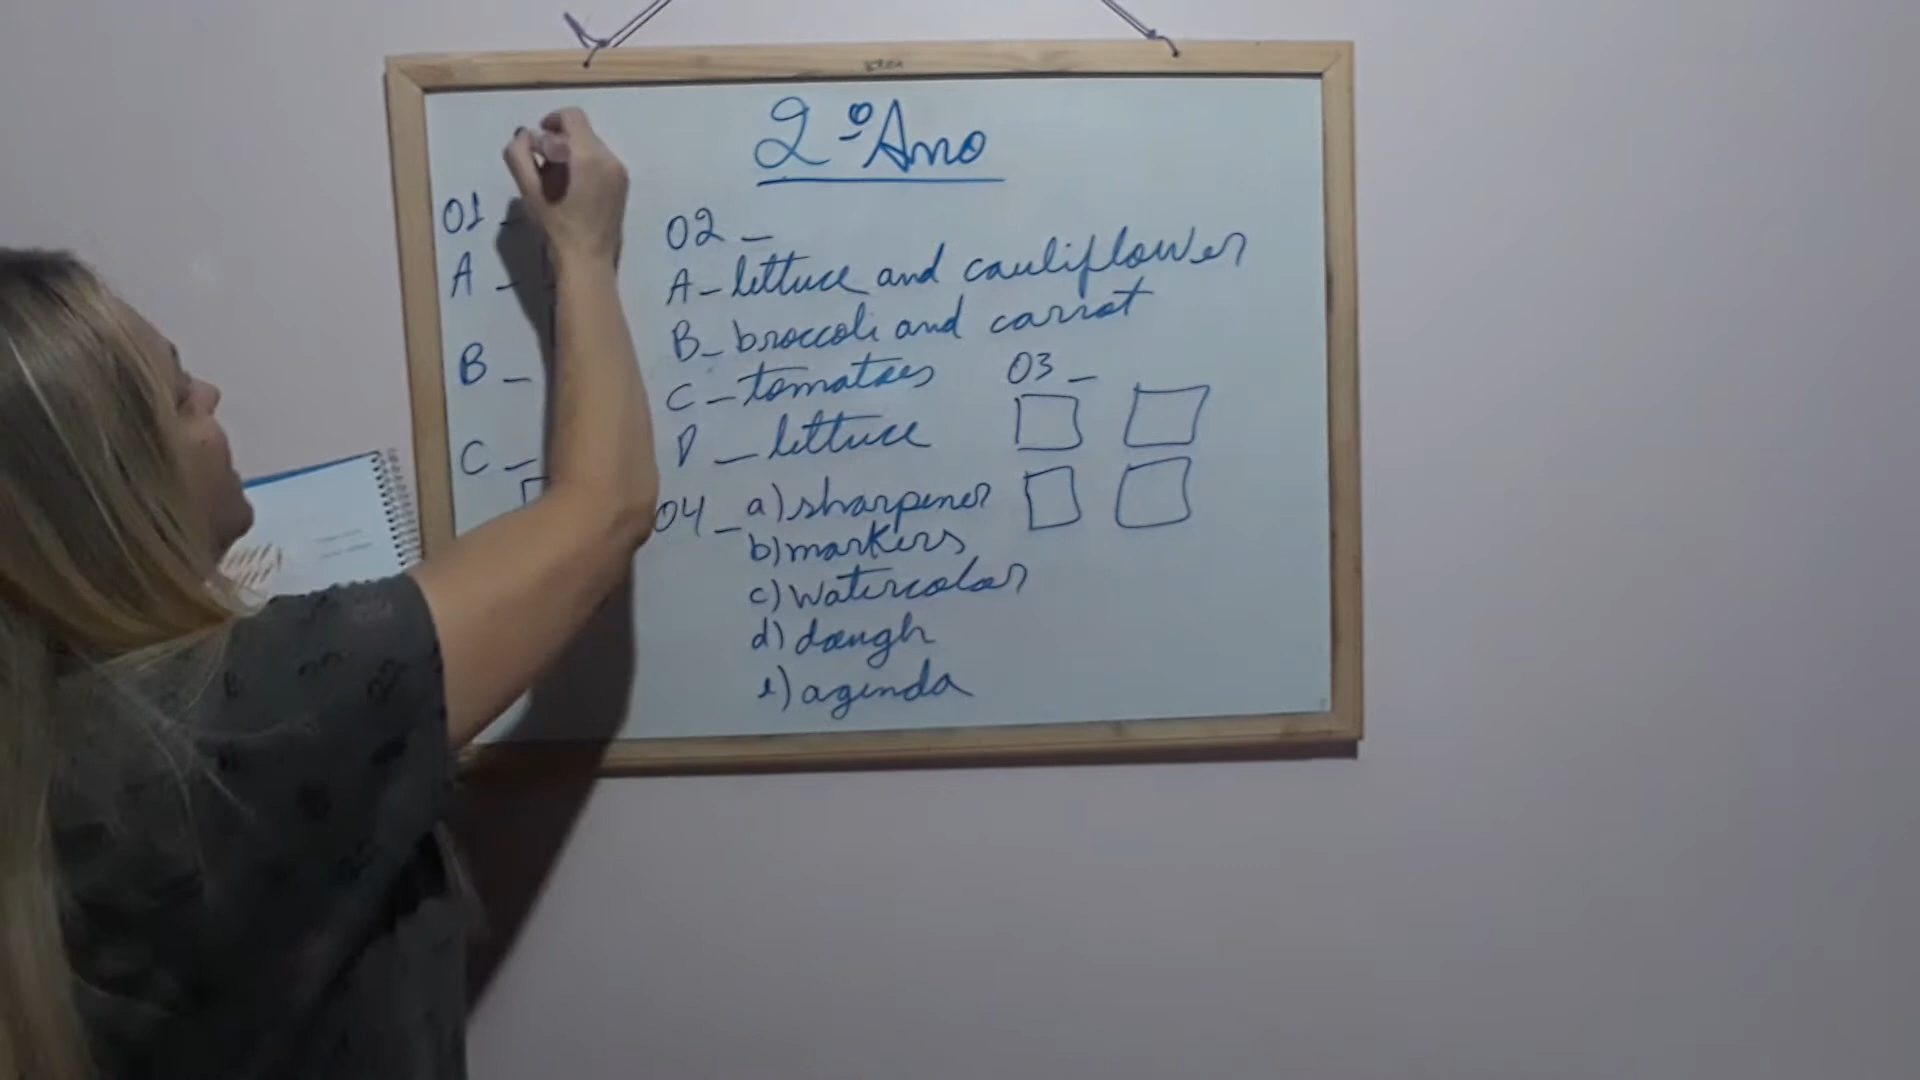 2º Ano
01 _
A _
B _
C _
02 _
A _ lettuce and cauliflower
B _ broccoli and carrot
C _ tomatoes
D _ lettuce
03 _
04 _ a) sharpener
b) markers
c) watercolor
d) dough
e) agenda